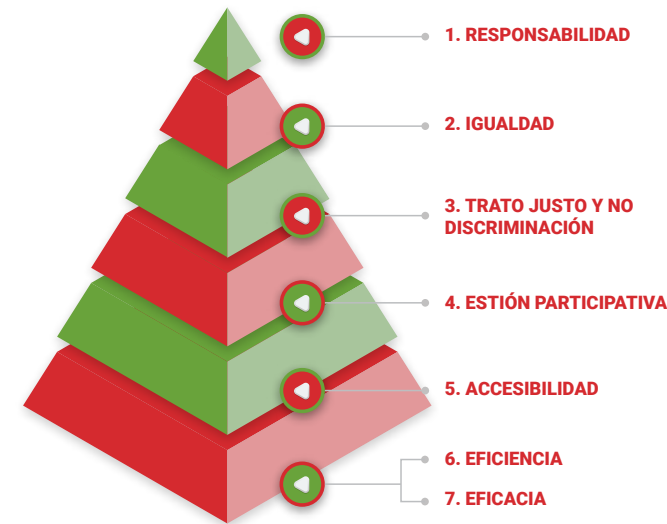 1. RESPONSABILIDAD
2. IGUALDAD
3. TRATO JUSTO Y NO
DISCRIMINACIÓN
4. ESTIÓN PARTICIPATIVA
5. ACCESIBILIDAD
6. EFICIENCIA
7. EFICACIA